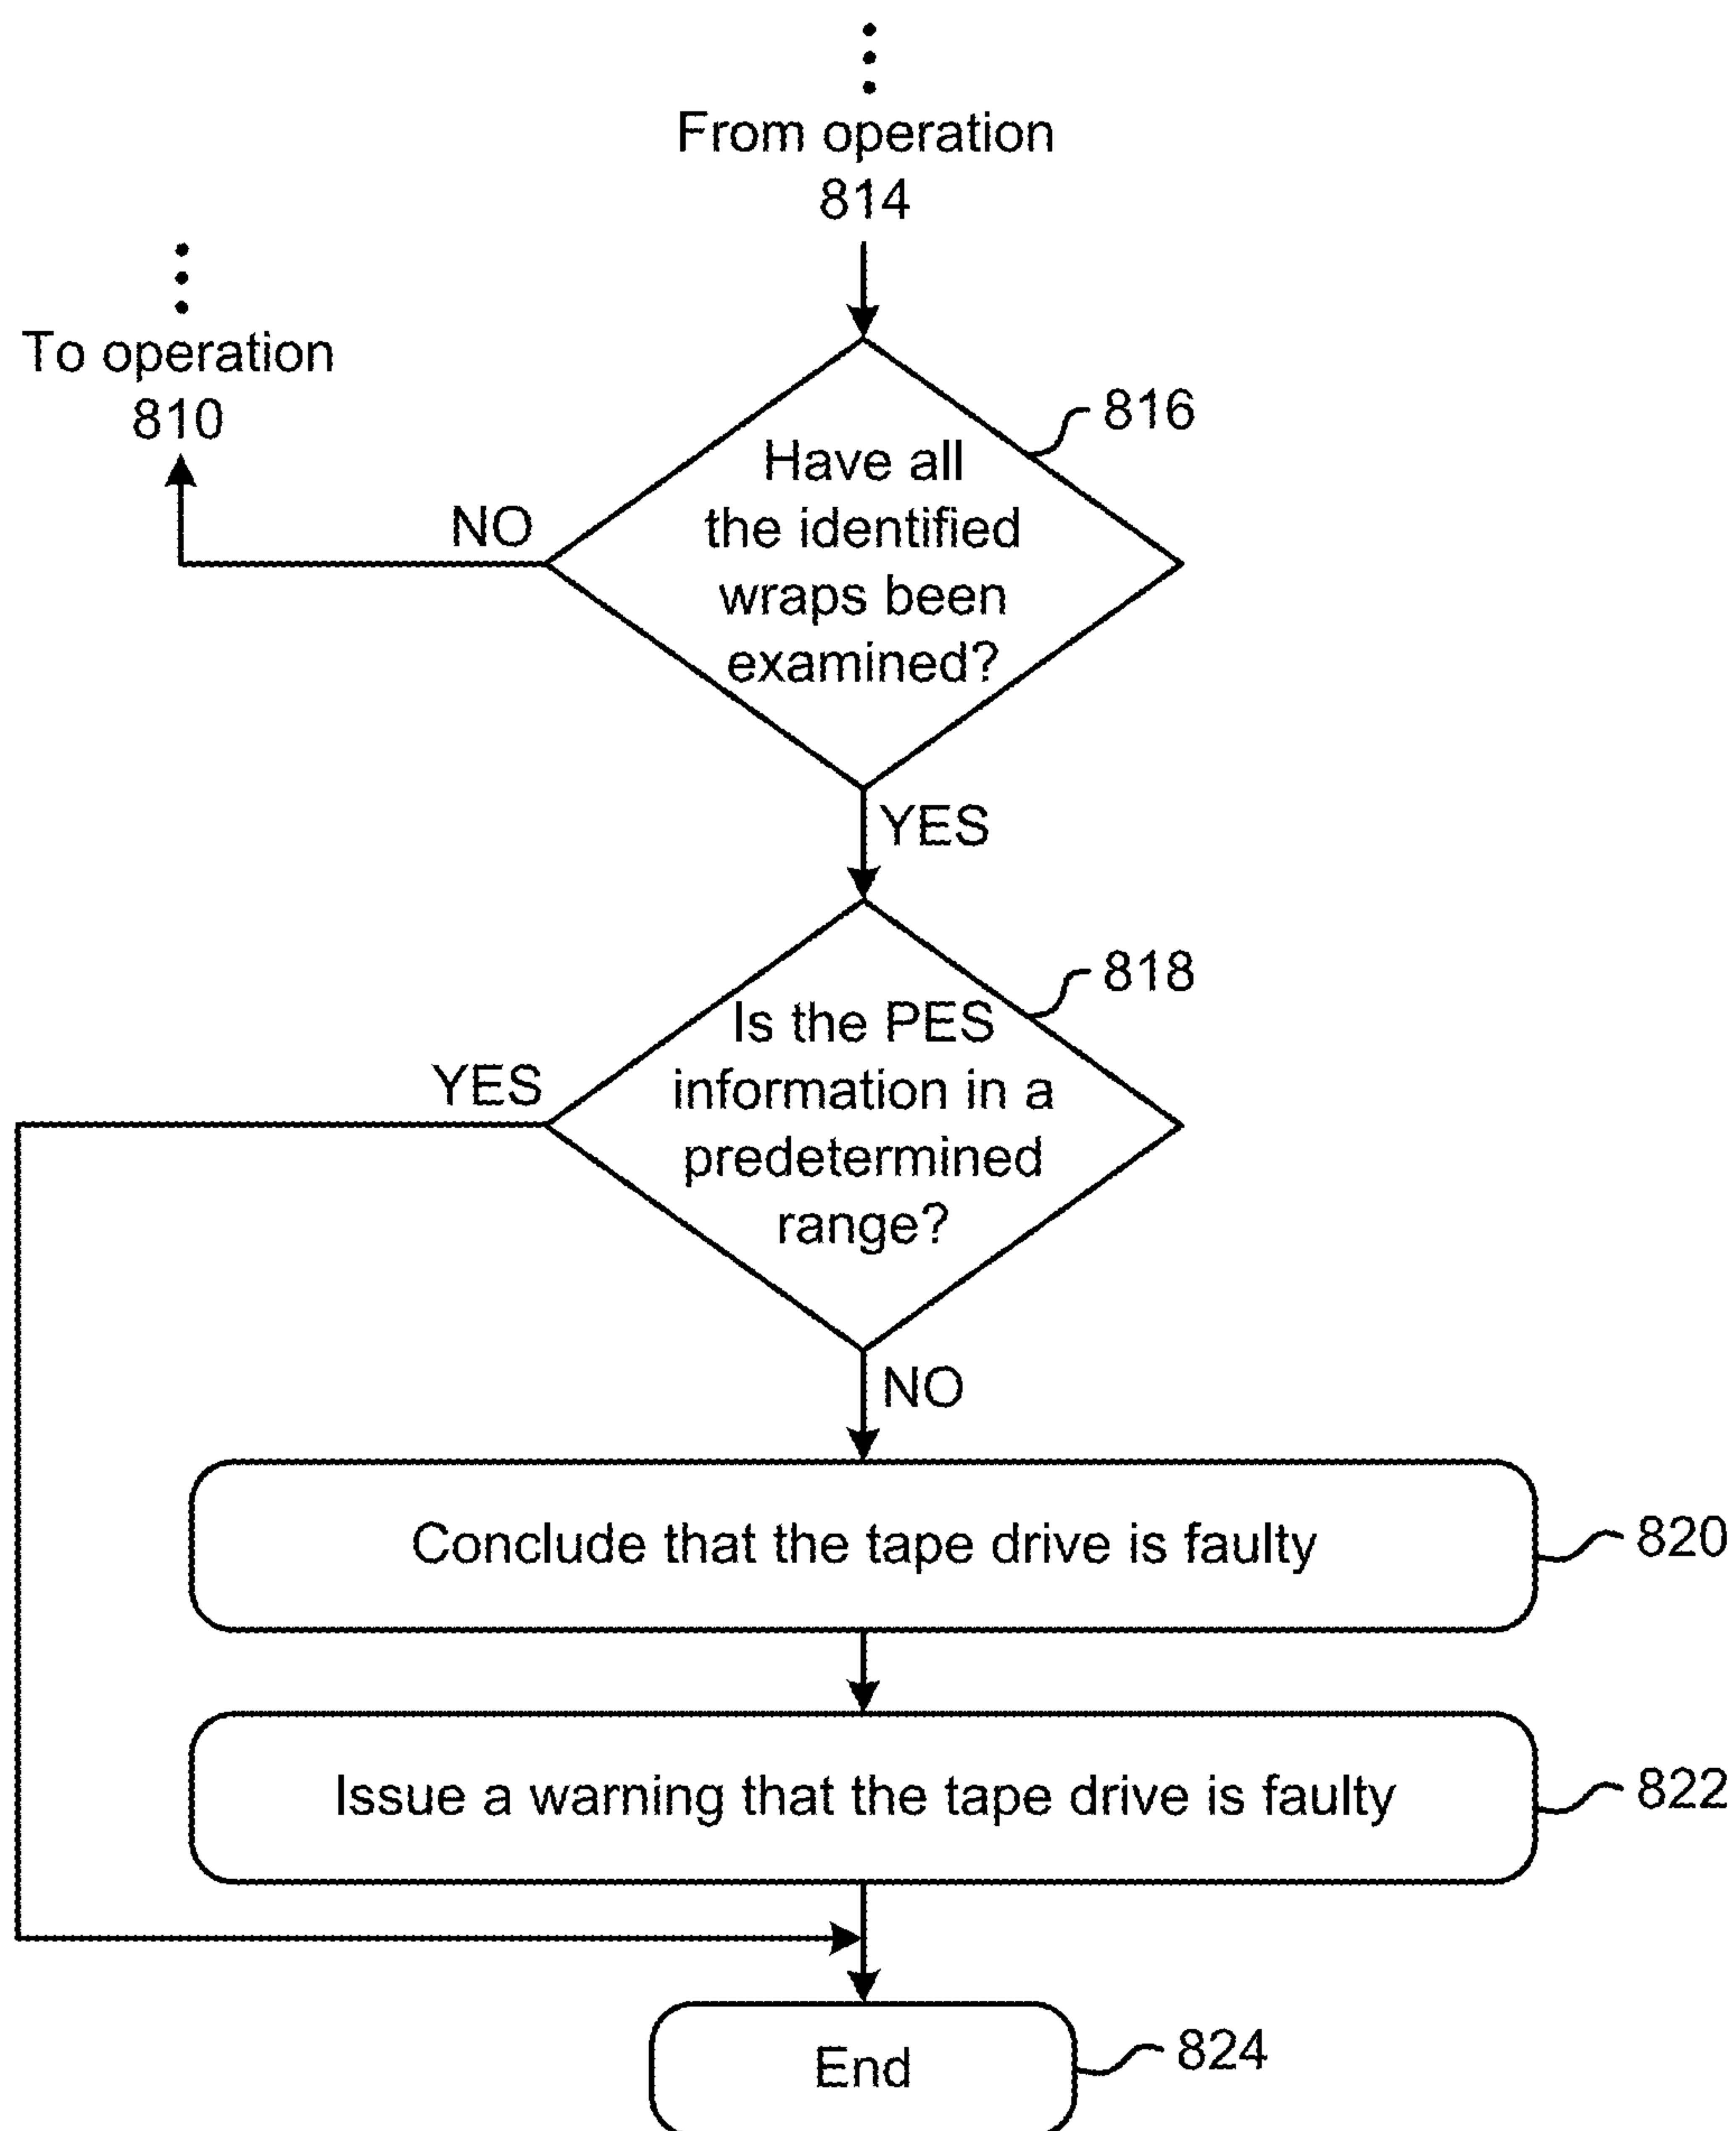 From operation
814
To operation
810
816
Have all
the identified
wraps been
examined?
NO
YES
818
Is the PES
information in a
predetermined
range?
YES
NO
Conclude that the tape drive is faulty
820
Issue a warning that the tape drive is faulty
822
End
824